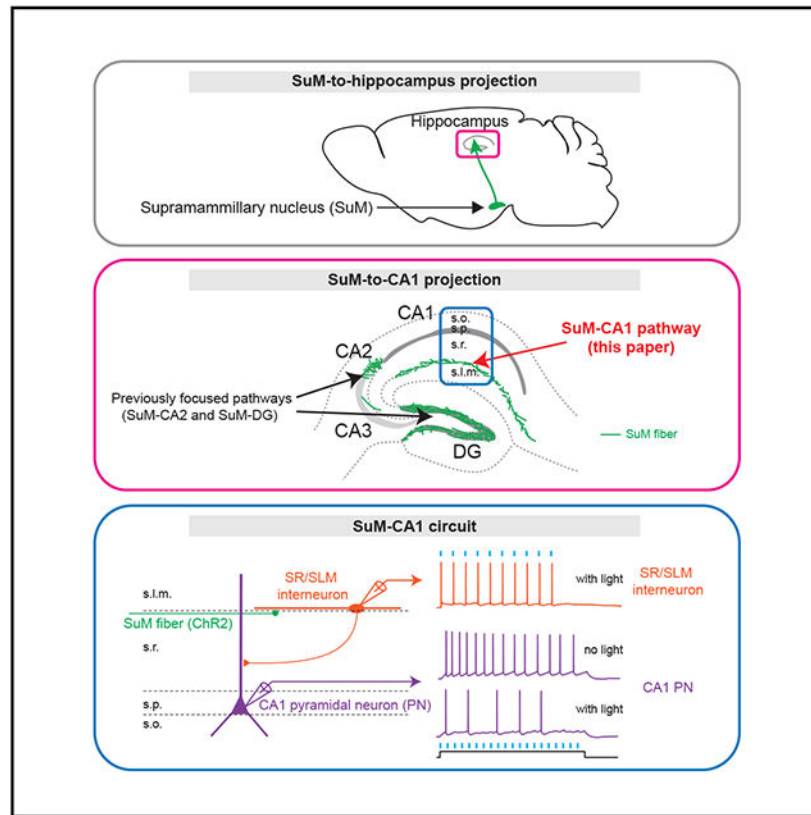 SuM-to-hippocampus projection
Hippocampus
Supramammillary nucleus (SuM)
SuM-to-CA1 projection
CA1
s.o.
s.p.
s.r.
s.l.m.
CA2
SuM-CA1 pathway
(this paper)
Previously focused pathways
(SuM-CA2 and SuM-DG)
CA3
DG
SuM fiber
SuM-CA1 circuit
s.l.m.
SR/SLM
interneuron
with light
SR/SLM
interneuron
SuM fiber (ChR2)
s.r.
no light
CA1 PN
s.p.
CA1 pyramidal neuron (PN)
with light
s.o.